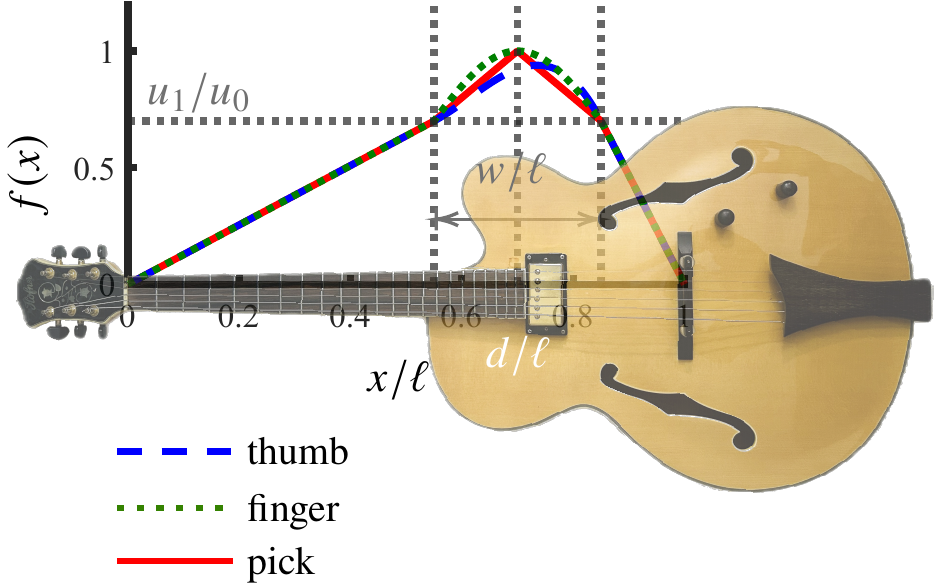 1
u₁/u₀
f(x)
0.5
w/ℓ
0
0 0.2 0.4 0.6 0.8 1
d/ℓ
x/ℓ
thumb
finger
pick